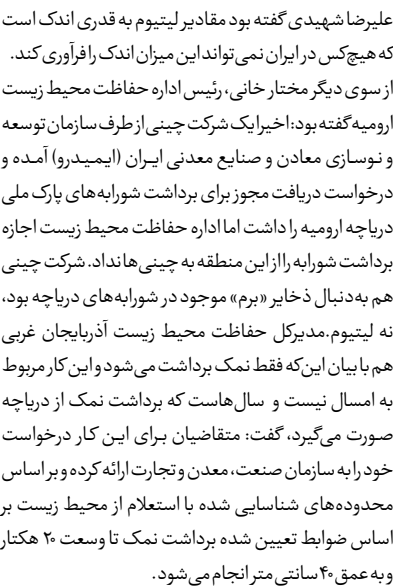 علیرضا شهیدی گفته بود مقادیر لیتیوم به قدری اندک است
که هیچ‌کس در ایران نمی‌تواند این میزان اندک را فرآوری کند.
از سوی دیگر مختار خانی، رئیس اداره حفاظت محیط زیست
ارومیه گفته بود: اخیرا یک شرکت چینی از طرف سازمان توسعه
و نوسازی معادن و صنایع معدنی ایران (ایمیدرو) آمده و
درخواست دریافت مجوز برای برداشت شورابه‌های پارک ملی
دریاچه ارومیه را داشت اما اداره حفاظت محیط زیست اجازه
برداشت شورابه را از این منطقه به چینی‌ها نداد. شرکت چینی
هم به‌دنبال ذخایر «برم» موجود در شورابه‌های دریاچه بود،
نه لیتیوم.مدیرکل حفاظت محیط زیست آذربایجان غربی
هم با بیان این‌که فقط نمک برداشت می‌شود و این کار مربوط
به امسال نیست و سال‌هاست که برداشت نمک از دریاچه
صورت می‌گیرد، گفت: متقاضیان برای این کار درخواست
خود را به سازمان صنعت، معدن و تجارت ارائه کرده و بر اساس
محدوده‌های شناسایی شده با استعلام از محیط زیست بر
اساس ضوابط تعیین شده برداشت نمک تا وسعت ۲۰ هکتار
و به عمق ۴۰ سانتی متر انجام می‌شود.